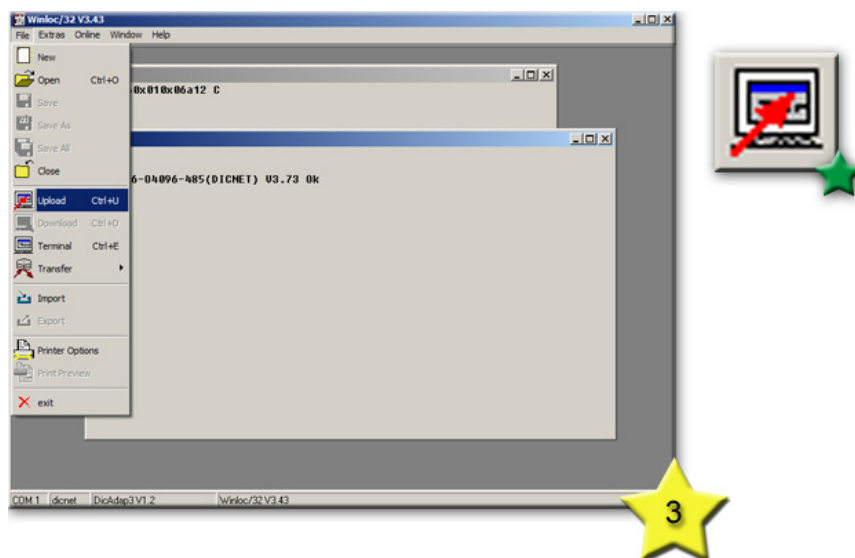 Winloc/32 V3.43
File Extras Online Window Help
New
Open Ctrl+O
0x010x06a12 C
Save
Save As
Save All
Close
6-04096-485(DICNET) V3.73 Ok
Upload Ctrl+U
Download Ctrl+D
Terminal Ctrl+E
Transfer
Import
Export
Printer Options
Print Preview
exit
COM 1 dicnet DicAdap3 V1.2 Winloc/32 V3.43
3